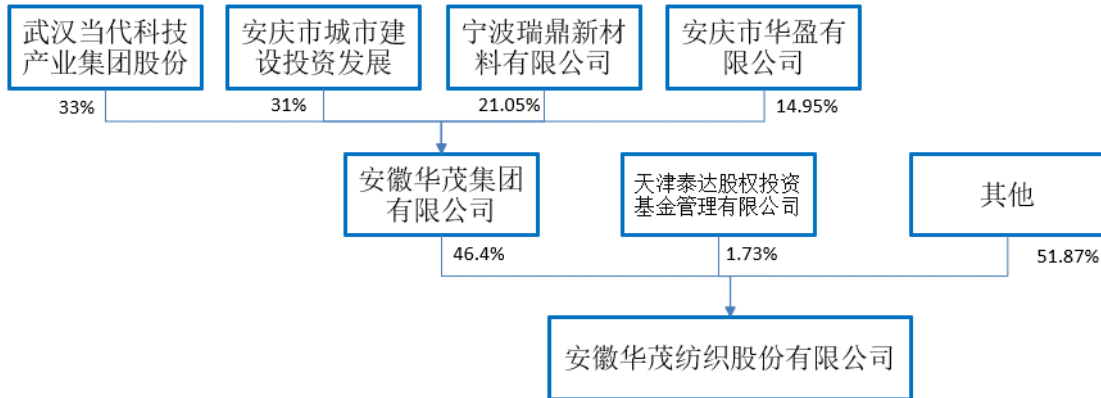 武汉当代科技
产业集团股份
安庆市城市建
设投资发展
宁波瑞鼎新材
料有限公司
安庆市华盈有
限公司
33%
31%
21.05%
14.95%
安徽华茂集团
有限公司
天津泰达股权投资
基金管理有限公司
其他
46.4%
1.73%
51.87%
安徽华茂纺织股份有限公司